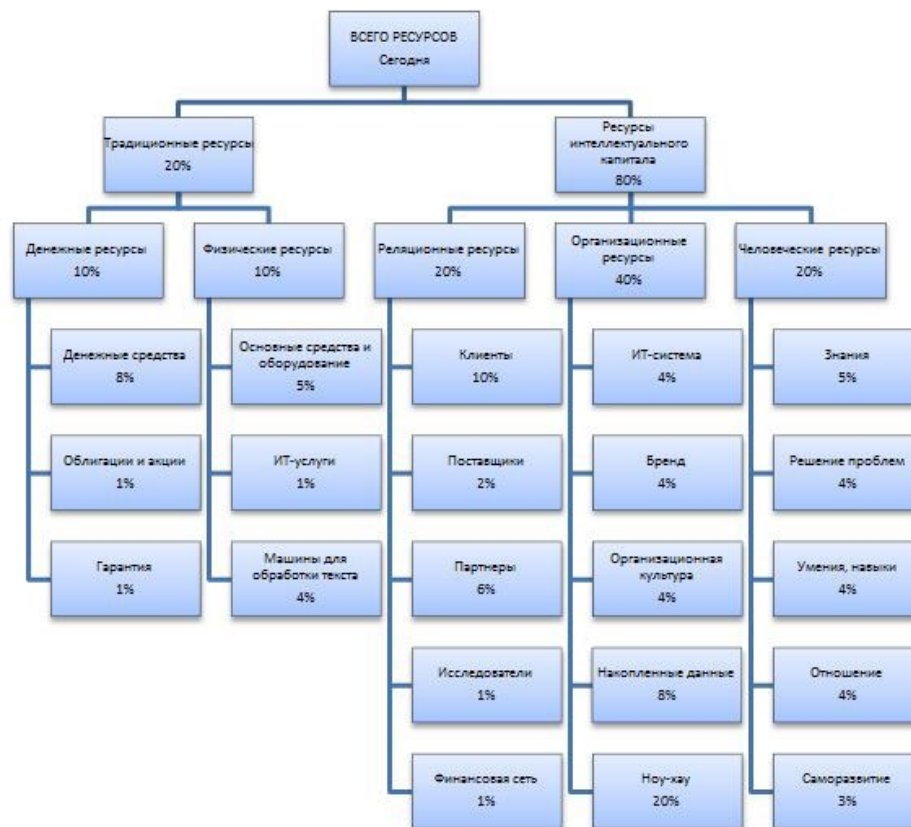 ВСЕГО РЕСУРСОВ
Сегодня
Традиционные ресурсы
20%
Ресурсы
интеллектуального
капитала
80%
Денежные ресурсы
10%
Физические ресурсы
10%
Реляционные ресурсы
20%
Организационные
ресурсы
40%
Человеческие ресурсы
20%
Денежные средства
8%
Основные средства и
оборудование
5%
Клиенты
10%
ИТ-система
4%
Знания
5%
Облигации и акции
1%
ИТ-услуги
1%
Поставщики
2%
Бренд
4%
Решение проблем
4%
Гарантия
1%
Машины для
обработки текста
4%
Партнеры
6%
Организационная
культура
4%
Умения, навыки
4%
Исследователи
1%
Накопленные данные
8%
Отношение
4%
Финансовая сеть
1%
Ноу-хау
20%
Саморазвитие
3%